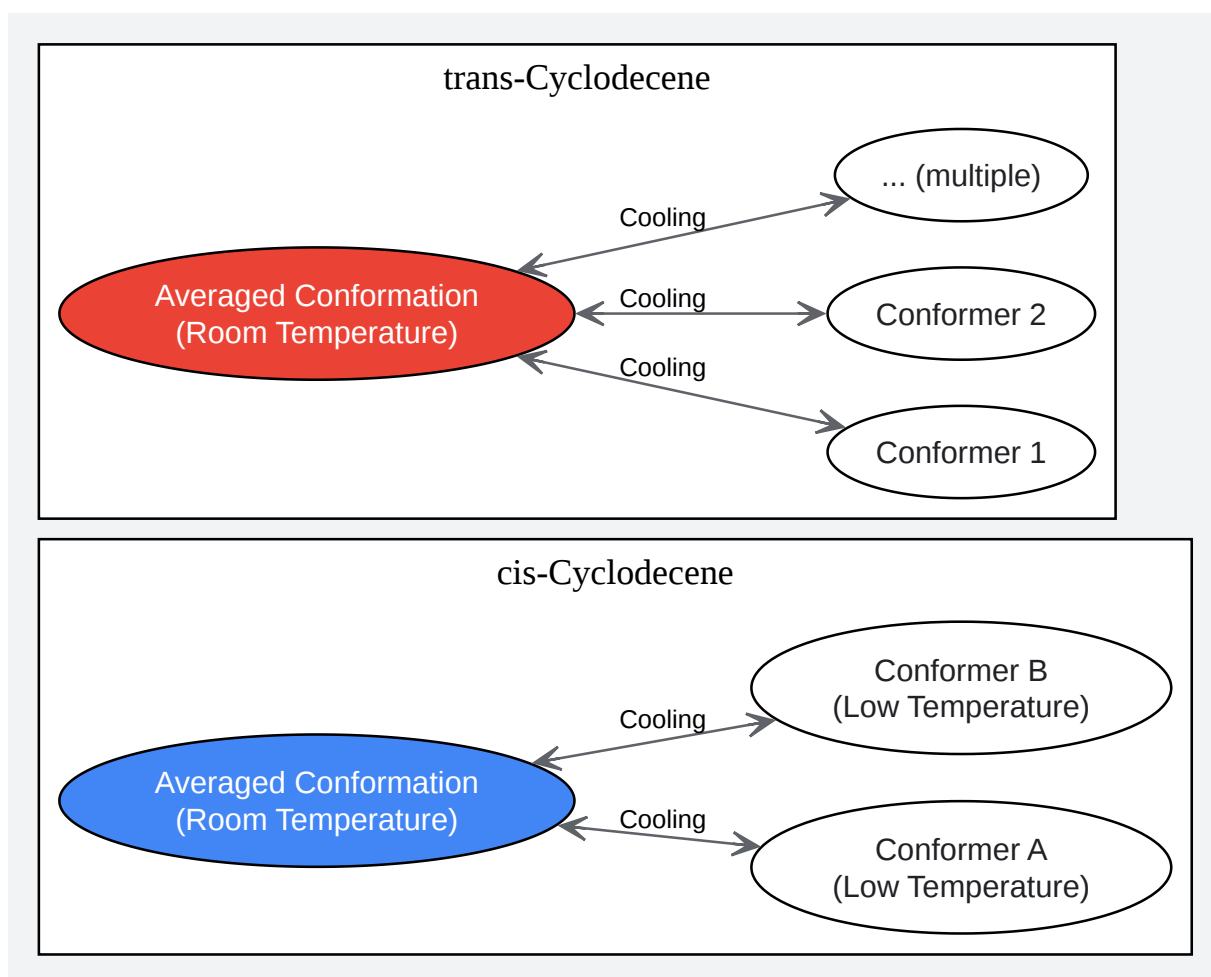 trans-Cyclodecene
... (multiple)
Cooling
Averaged Conformation
(Room Temperature)
Cooling
Conformer 2
Cooling
Conformer 1
cis-Cyclodecene
Conformer B
(Low Temperature)
Cooling
Averaged Conformation
(Room Temperature)
Cooling
Conformer A
(Low Temperature)